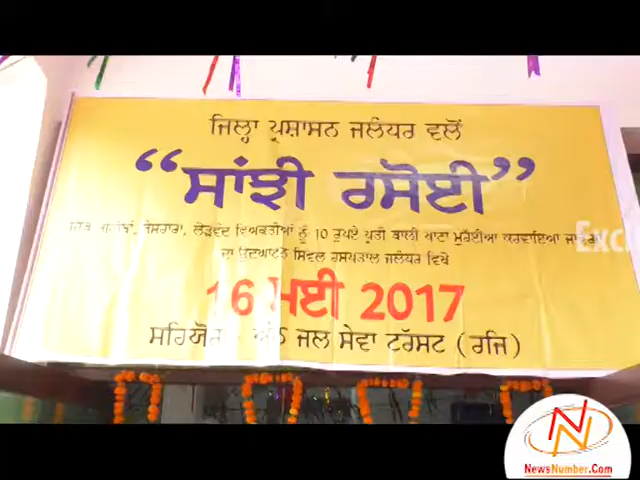 ਜਿਲ੍ਹਾ ਪ੍ਰਸ਼ਾਸਨ ਜਲੰਧਰ ਵਲੋਂ
“ਸਾਂਝੀ ਰਸੋਈ”
ਲੋੜਵੰਦ ਵਿਅਕਤੀਆਂ ਨੂੰ 10 ਰੁਪਏ ਪ੍ਰਤੀ ਥਾਲੀ ਖਾਣਾ ਮੁਹੱਈਆ ਕਰਵਾਇਆ
ਦਾ ਉਦਘਾਟਨ ਸਿਵਲ ਹਸਪਤਾਲ ਜਲੰਧਰ ਵਿਖੇ
16 ਮਈ 2017
ਸਹਿਯੋਗ ਜਲ ਸੇਵਾ ਟਰੱਸਟ (ਰਜਿ)
NewsNumber.Com